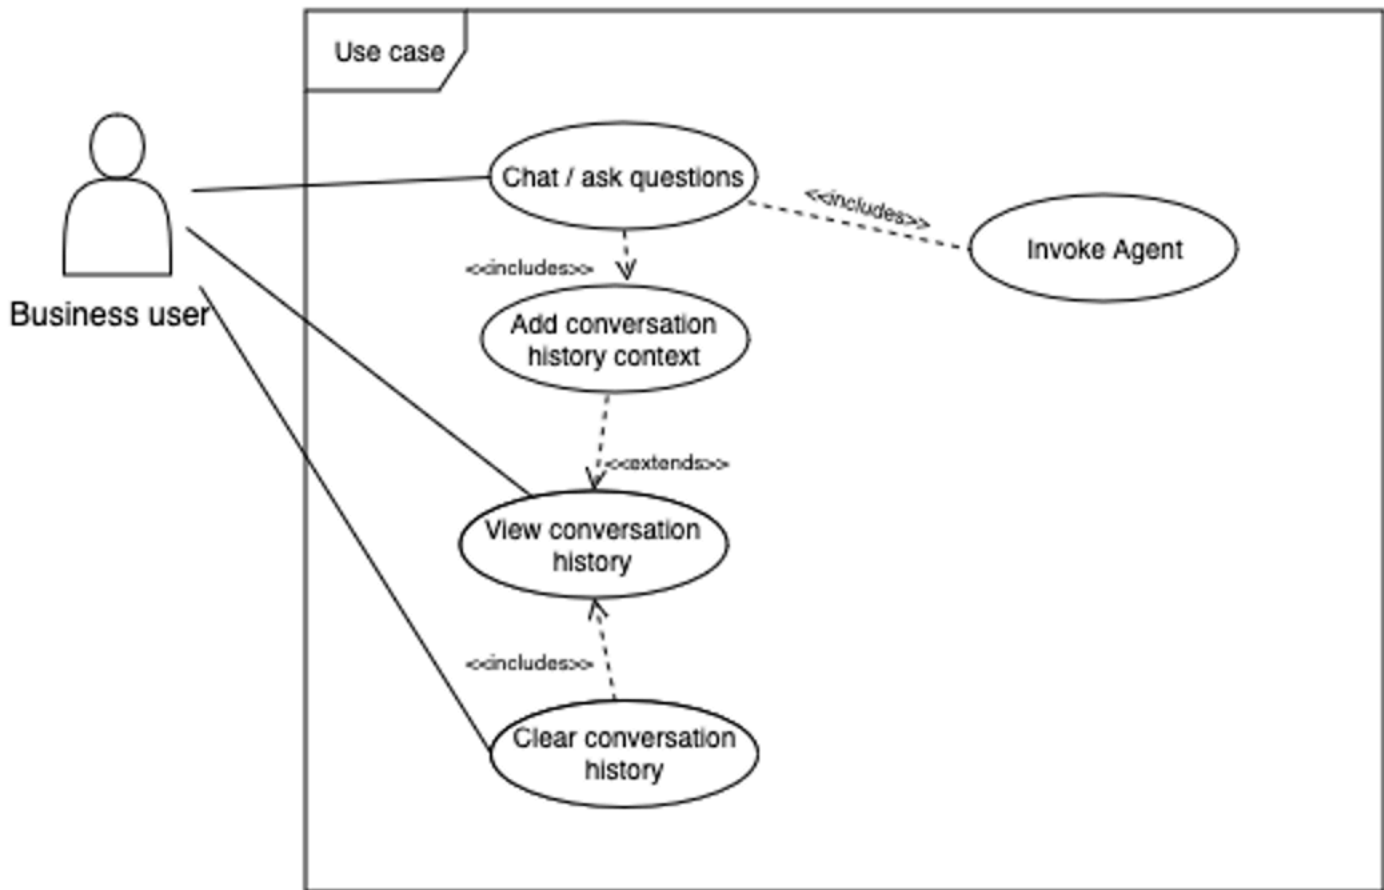 Use case
Chat / ask questions
<<includes>>
Invoke Agent
Business user
<<includes>>
Add conversation
history context
<<extends>>
View conversation
history
<<includes>>
Clear conversation
history